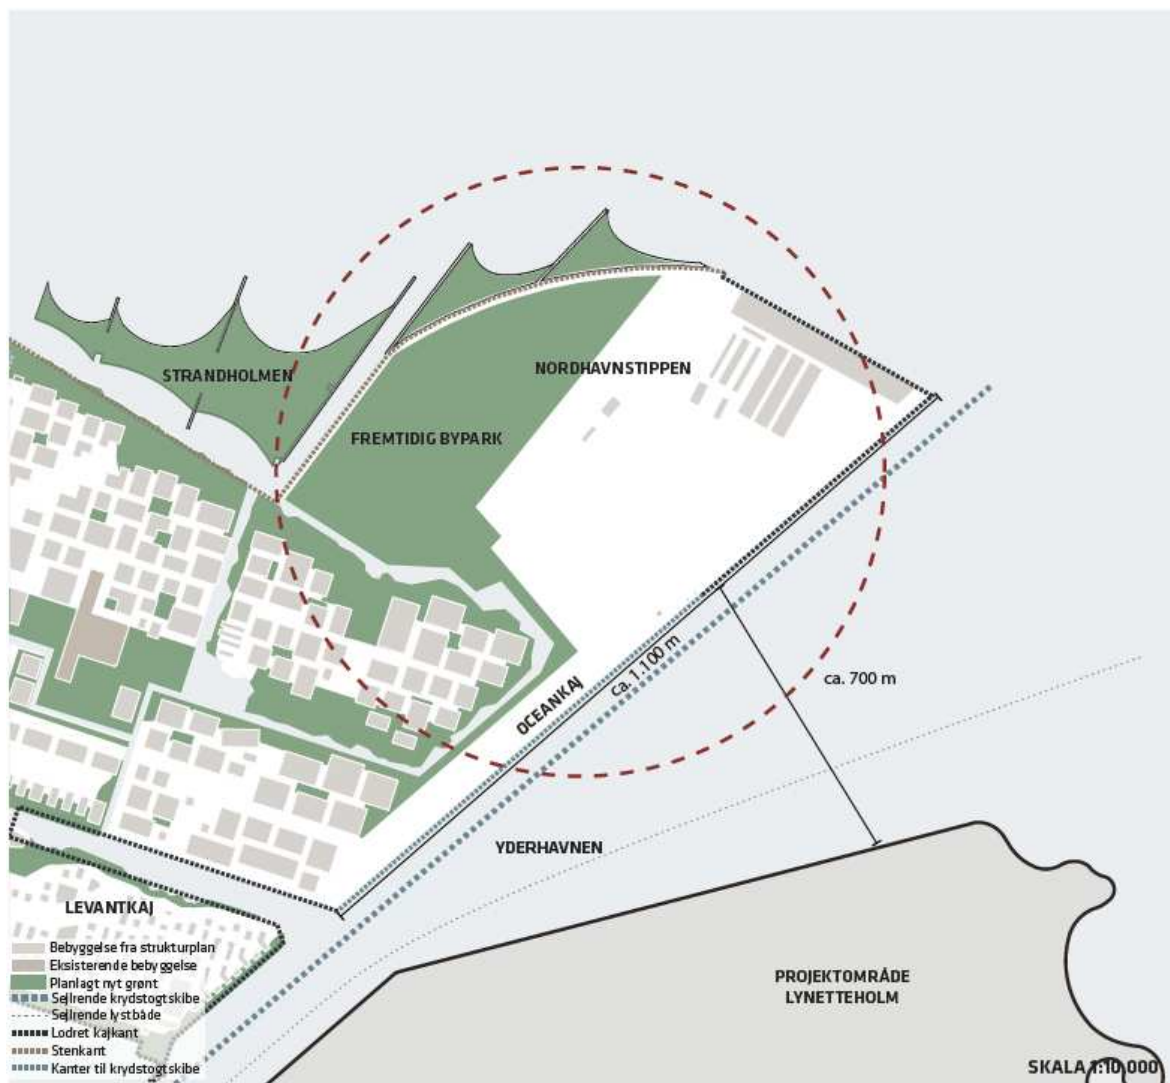 STRANDHOLMEN
NORDHAVNSTIPPEN
FREMTIDIG BYPARK
OCEANKAJ
ca. 1.100 m
ca. 700 m
YDERHAVNEN
LEVANTKAJ
PROJEKTOMRÅDE
LYNETTEHOLM
Bebyggelse fra strukturplan
Eksisterende bebyggelse
Planlagt nyt grønt
Sejlrende krydstogtskibe
Sejlrende lystbåde
Lodret kajkant
Stenkant
Kanter til krydstogtskibe
SKALA 1:10.000